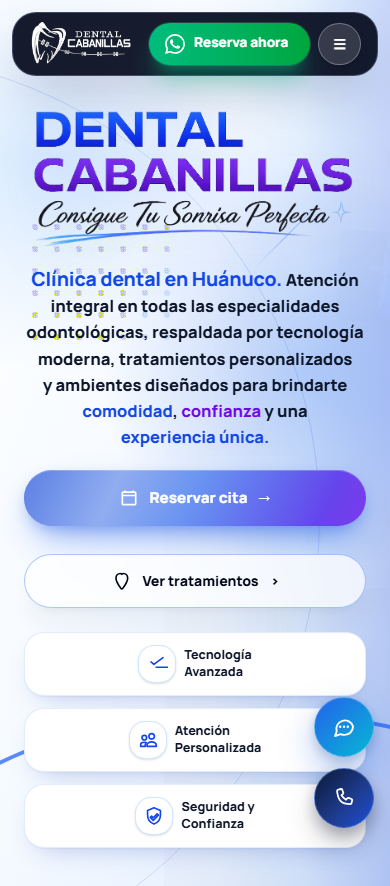 DENTAL
CABANILLAS
Reserva ahora
DENTAL
CABANILLAS
Consigue Tu Sonrisa Perfecta
Clínica dental en Huánuco. Atención
integral en todas las especialidades
odontológicas, respaldada por tecnología
moderna, tratamientos personalizados
y ambientes diseñados para brindarte
comodidad, confianza y una
experiencia única.
Reservar cita →
Ver tratamientos ›
Tecnología
Avanzada
Atención
Personalizada
Seguridad y
Confianza